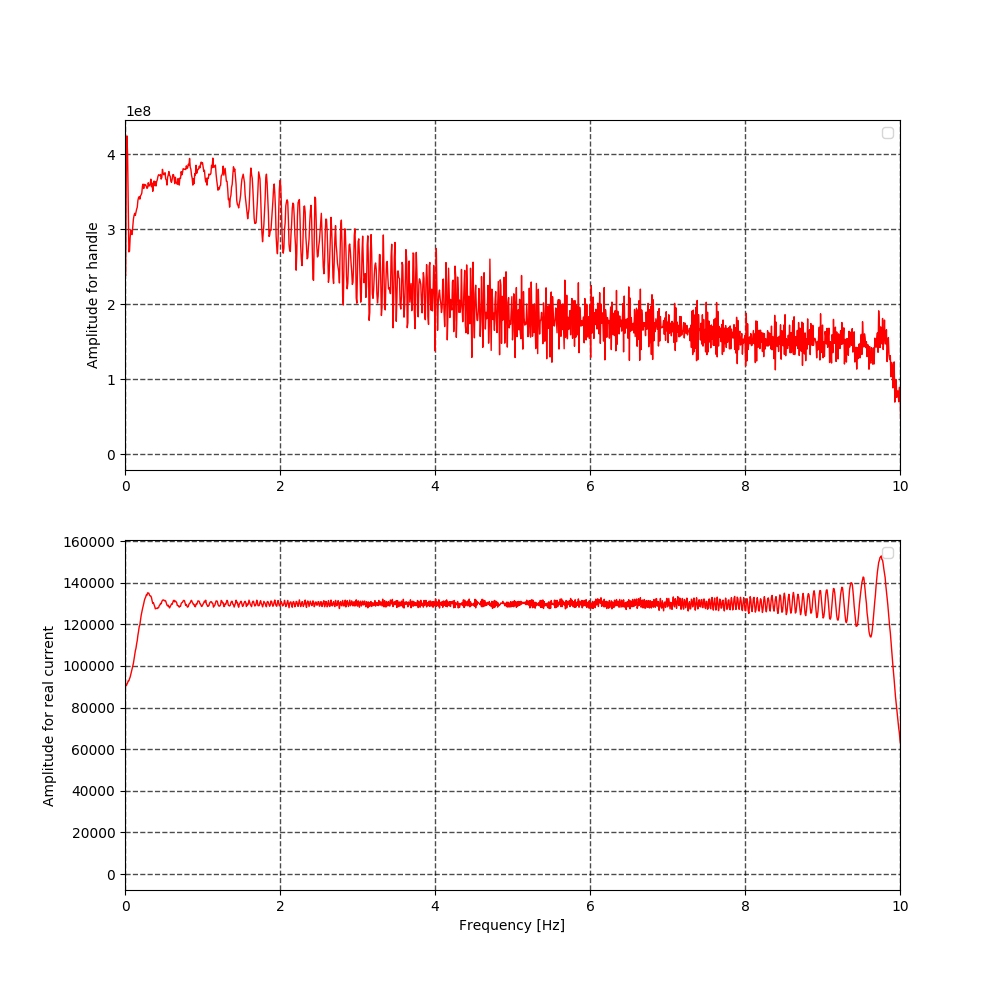 1e8
4
3
2
1
0
Amplitude for handle
0 2 4 6 8 10
160000
140000
120000
100000
80000
60000
40000
20000
0
Amplitude for real current
0 2 4 6 8 10
Frequency [Hz]